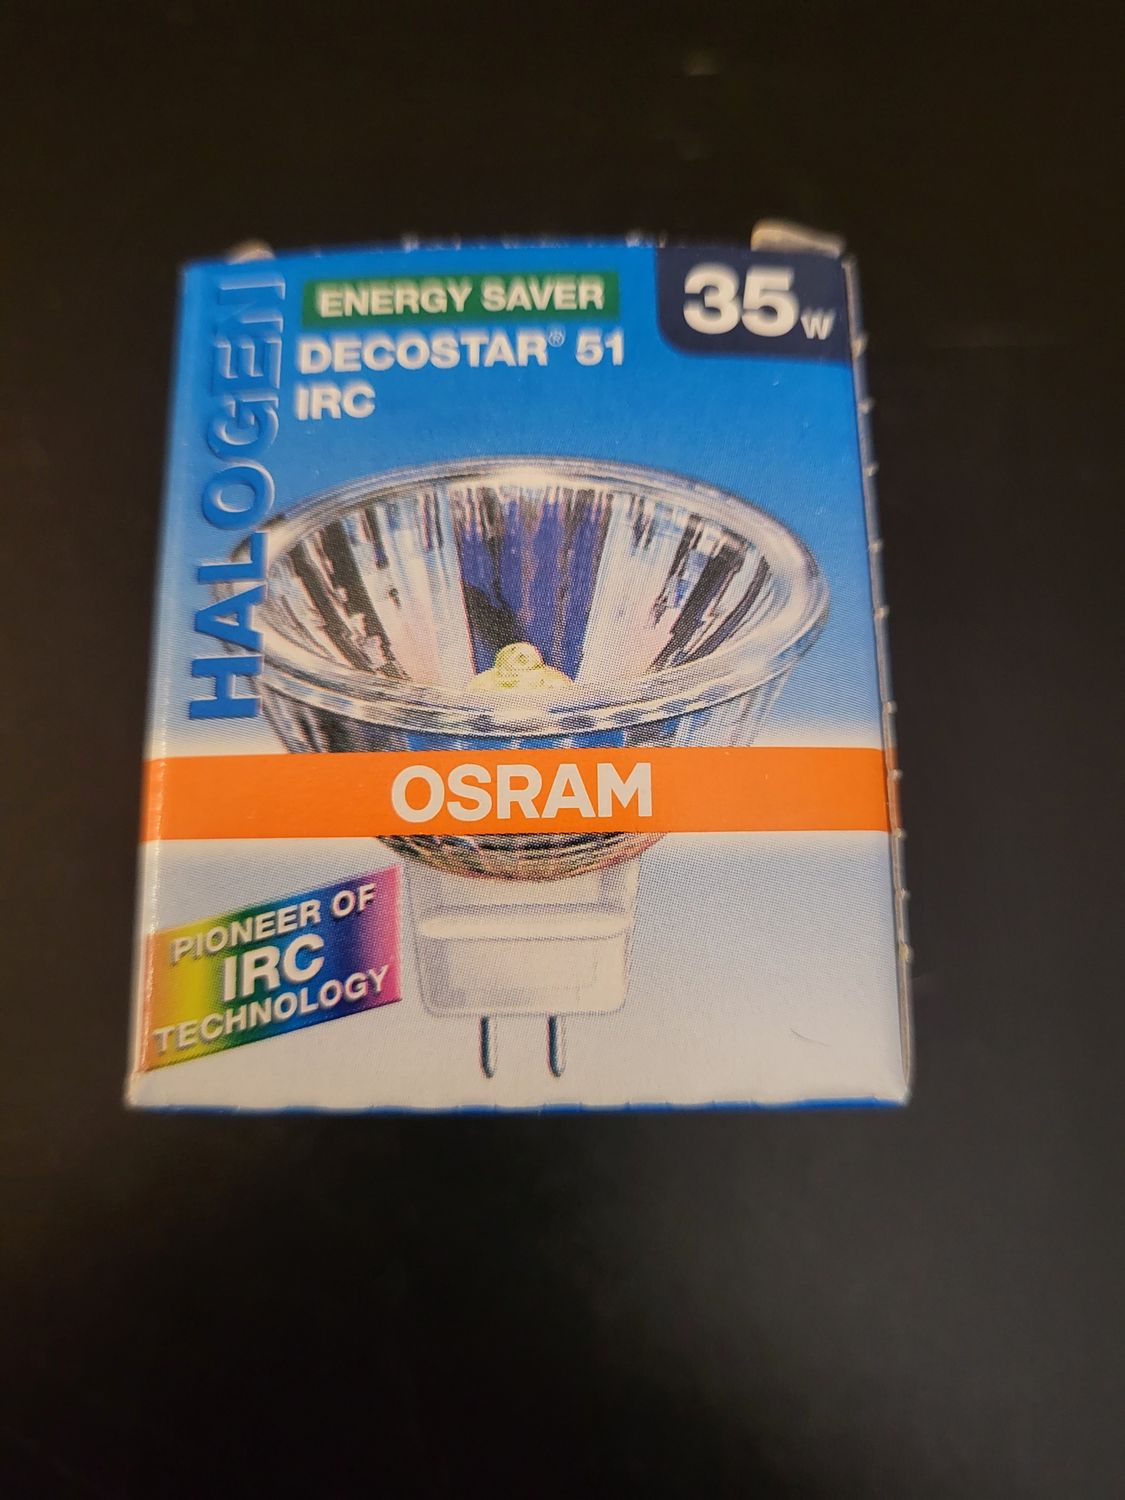 HALOGEN
ENERGY SAVER
35W
DECOSTAR® 51
IRC
OSRAM
PIONEER OF
IRC
TECHNOLOGY